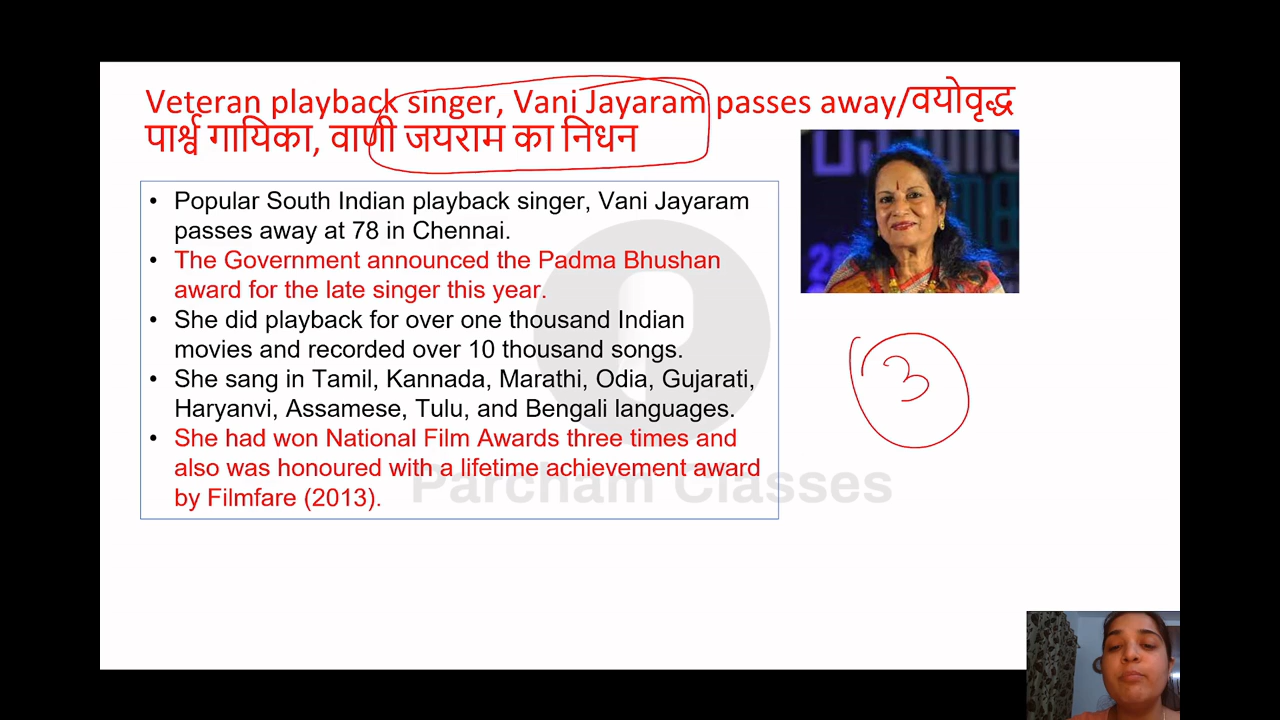 Veteran playback singer, Vani Jayaram passes away/वयोवृद्ध
पार्श्व गायिका, वाणी जयराम का निधन
• Popular South Indian playback singer, Vani Jayaram
passes away at 78 in Chennai.
• The Government announced the Padma Bhushan
award for the late singer this year.
• She did playback for over one thousand Indian
movies and recorded over 10 thousand songs.
• She sang in Tamil, Kannada, Marathi, Odia, Gujarati,
Haryanvi, Assamese, Tulu, and Bengali languages.
• She had won National Film Awards three times and
also was honoured with a lifetime achievement award
by Filmfare (2013).
Parcham Classes
3